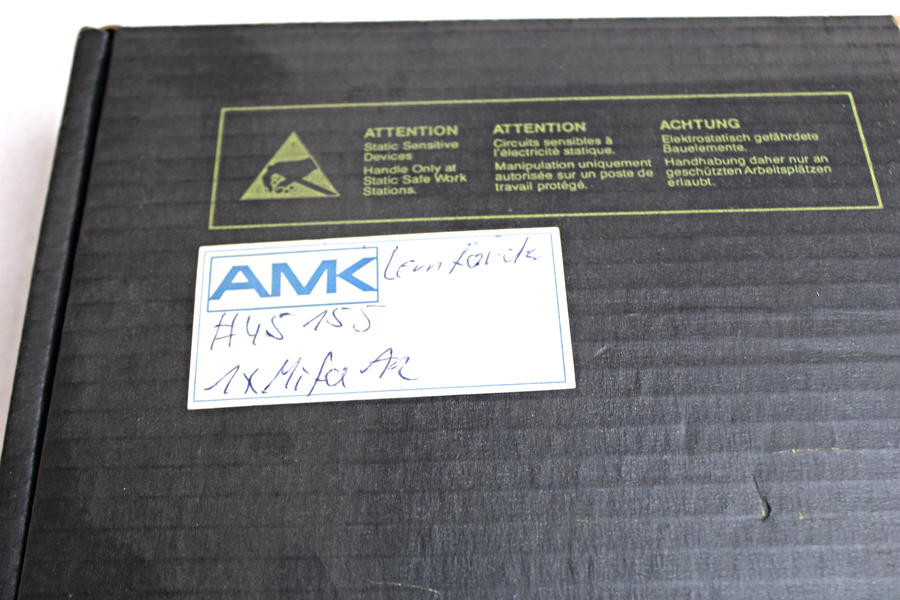 ATTENTION
Static Sensitive
Devices
Handle Only at
Static Safe Work
Stations.
ATTENTION
Circuits sensibles à
l'électricité statique.
Manipulation uniquement
autorisée sur un poste de
travail protégé.
ACHTUNG
Elektrostatisch gefährdete
Bauelemente.
Handhabung daher nur an
geschützten Arbeitsplätzen
erlaubt.
AMK
H45 155
1x Mifa